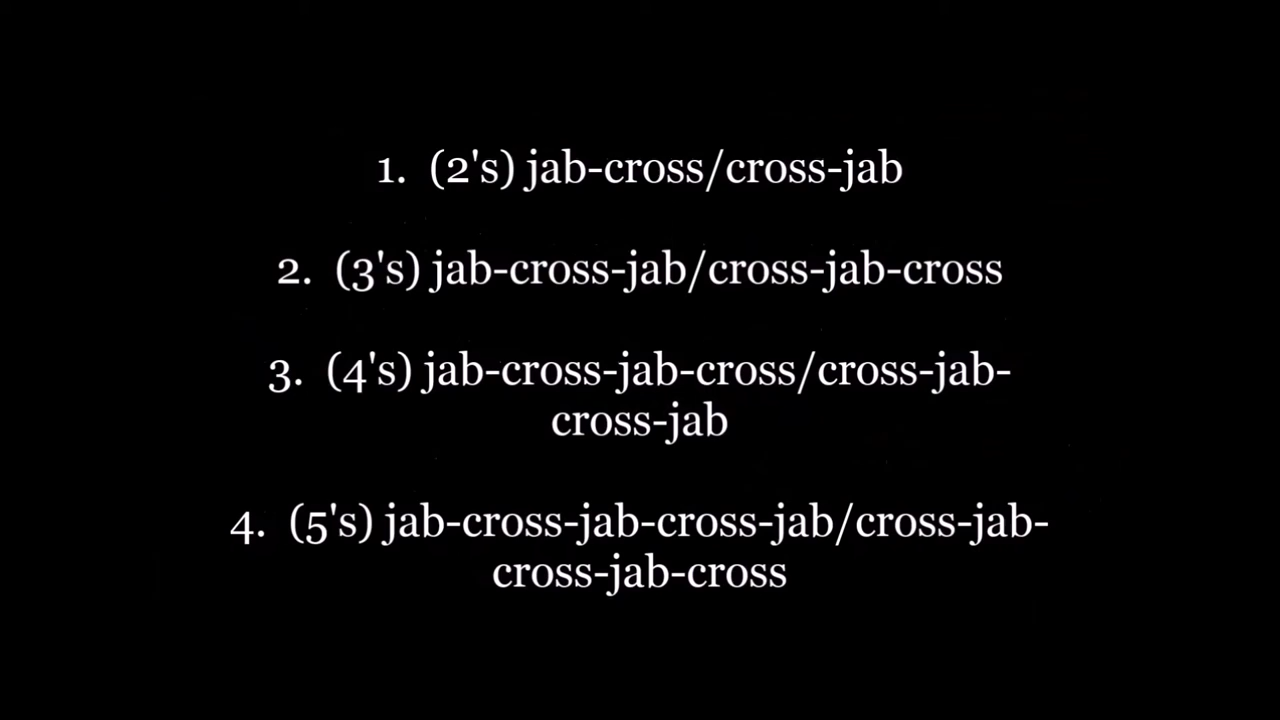 1.  (2's) jab-cross/cross-jab
2.  (3's) jab-cross-jab/cross-jab-cross
3.  (4's) jab-cross-jab-cross/cross-jab-
cross-jab
4.  (5's) jab-cross-jab-cross-jab/cross-jab-
cross-jab-cross